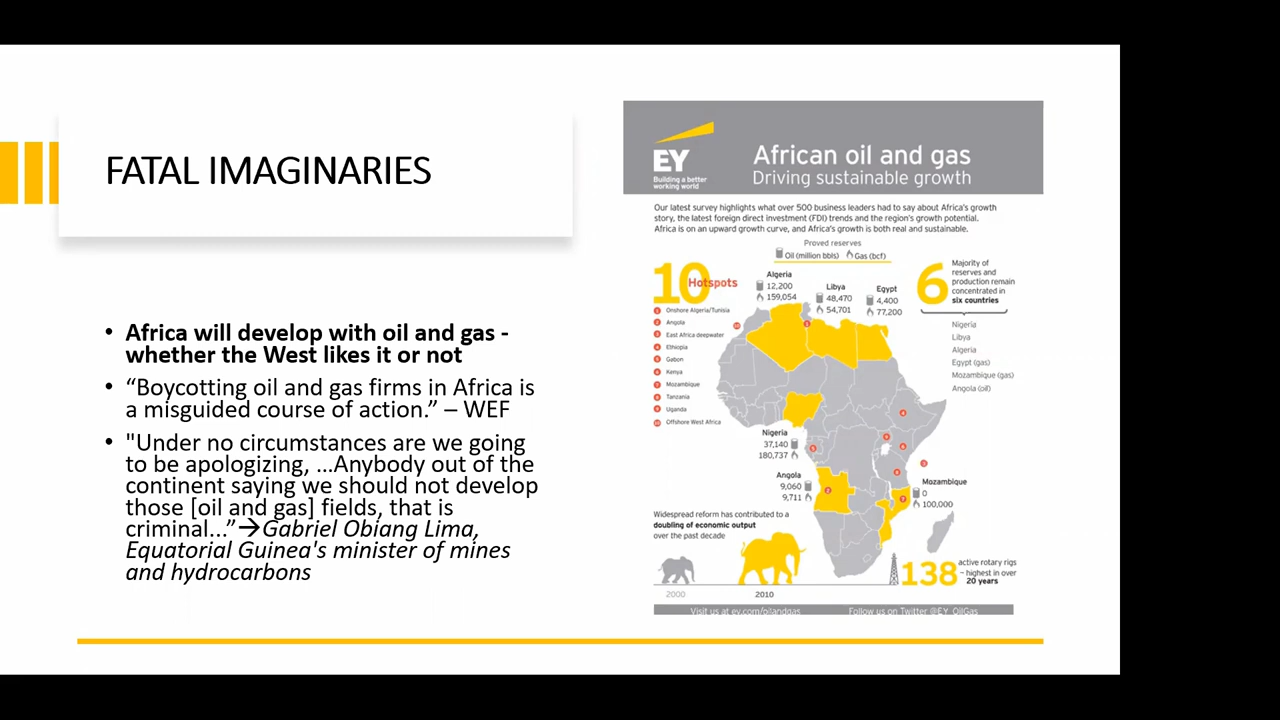 FATAL IMAGINARIES
• Africa will develop with oil and gas -
whether the West likes it or not
• “Boycotting oil and gas firms in Africa is
a misguided course of action.” – WEF
• "Under no circumstances are we going
to be apologizing, ...Anybody out of the
continent saying we should not develop
those [oil and gas] fields, that is
criminal...”→Gabriel Obiang Lima,
Equatorial Guinea's minister of mines
and hydrocarbons
EY
Building a better
working world
African oil and gas
Driving sustainable growth
Our latest survey highlights what over 500 business leaders had to say about Africa's growth
story, the latest foreign direct investment (FDI) trends and the region's growth potential.
Africa is on an upward growth curve, and Africa's growth is both real and sustainable.
Proved reserves
Oil (million bbls) Gas (bcf)
10 Hotspots
1 Onshore Algeria/Tunisia
2 Angola
3 East Africa deepwater
4 Ethiopia
5 Gabon
6 Kenya
7 Mozambique
8 Tanzania
9 Uganda
10 Offshore West Africa
Algeria
12,200
159,054
Libya
48,470
54,701
Egypt
4,400
77,200
6
Majority of
reserves and
production remain
concentrated in
six countries
Nigeria
Libya
Algeria
Egypt (gas)
Mozambique (gas)
Angola (oil)
Nigeria
37,140
180,737
Angola
9,060
9,711
Mozambique
0
100,000
Widespread reform has contributed to a
doubling of economic output
over the past decade
2000
2010
138
active rotary rigs
– highest in over
20 years
Visit us at ey.com/oilandgas
Follow us on Twitter @EY_OilGas